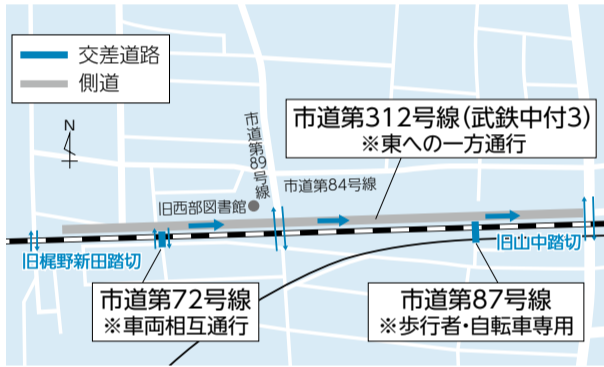 交差道路
側道
N
市道第89号線
市道第312号線(武鉄中付3)
※東への一方通行
市道第84号線
旧西部図書館
旧梶野新田踏切
旧山中踏切
市道第72号線
※車両相互通行
市道第87号線
※歩行者・自転車専用